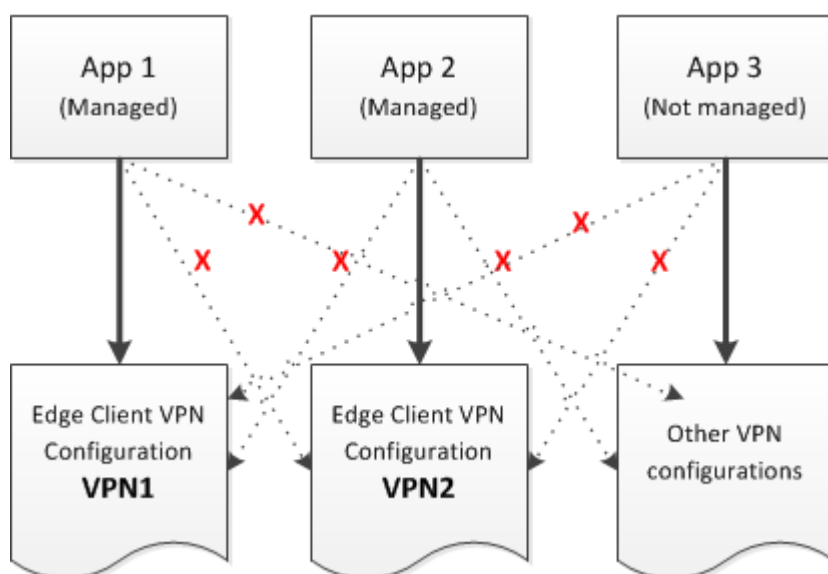 App 1
(Managed)
App 2
(Managed)
App 3
(Not managed)
X
X
X
X
X
X
Edge Client VPN
Configuration
VPN1
Edge Client VPN
Configuration
VPN2
Other VPN
configurations